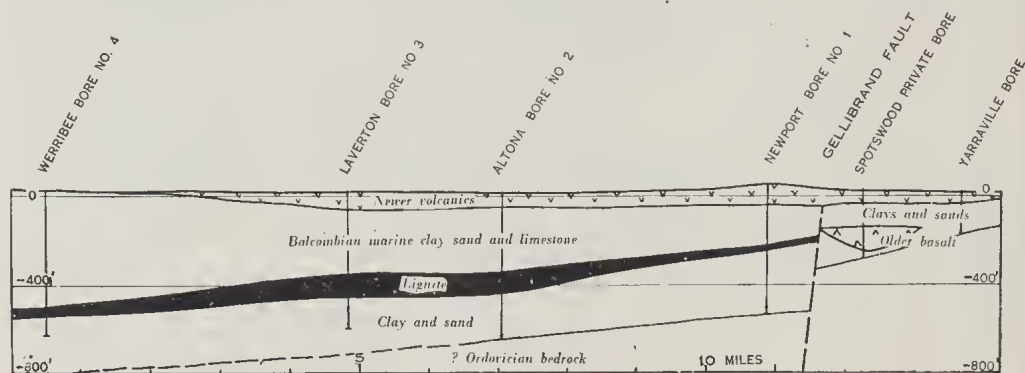 WERRIBEE BORE NO. 4
LAVERTON BORE NO 3
ALTONA BORE NO 2
NEWPORT BORE NO 1
GELLIBRAND FAULT
SPOTSWOOD PRIVATE BORE
YARRAVILLE BORE
0
0
Newer volcanics
Clays and sands
Balcombian marine clay sand and limestone
Older basalt
-400'
Lignite
-400'
Clay and sand
? Ordovician bedrock
-800'
5
10 MILES
-800'